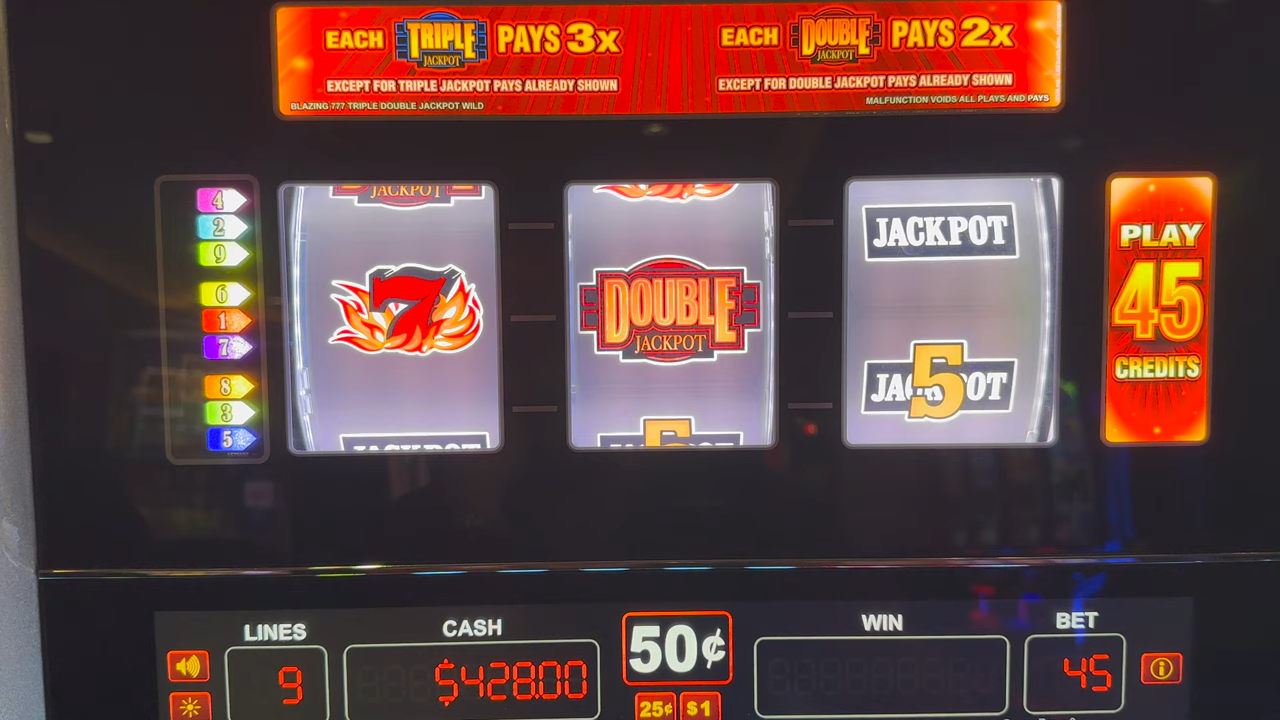 EACH TRIPLE JACKPOT PAYS 3x
EXCEPT FOR TRIPLE JACKPOT PAYS ALREADY SHOWN
BLAZING 777 TRIPLE DOUBLE JACKPOT WILD
EACH DOUBLE JACKPOT PAYS 2x
EXCEPT FOR DOUBLE JACKPOT PAYS ALREADY SHOWN
MALFUNCTION VOIDS ALL PLAYS AND PAYS
4
2
9
6
1
7
8
3
5
JACKPOT
7
JACKPOT
DOUBLE
JACKPOT
5
JACKPOT
JACKPOT
5
PLAY
45
CREDITS
LINES
9
CASH
$428.00
50¢
25¢
$1
WIN
BET
45